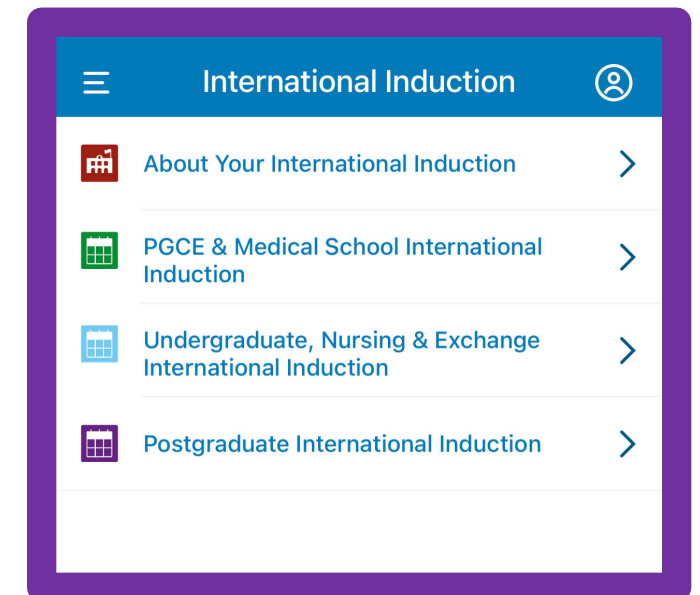 International Induction
About Your International Induction
PGCE & Medical School International
Induction
Undergraduate, Nursing & Exchange
International Induction
Postgraduate International Induction